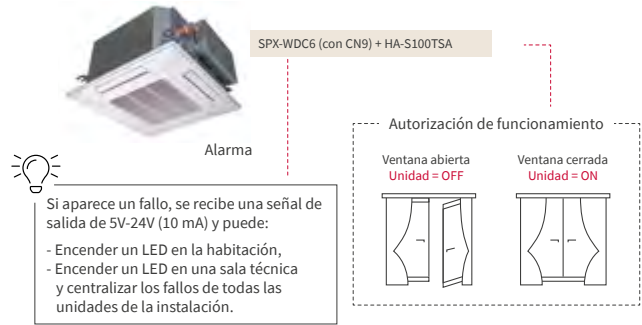 SPX-WDC6 (con CN9) + HA-S100TSA
Alarma
Autorización de funcionamiento
Ventana abierta
Unidad = OFF
Ventana cerrada
Unidad = ON
Si aparece un fallo, se recibe una señal de
salida de 5V-24V (10 mA) y puede:
- Encender un LED en la habitación,
- Encender un LED en una sala técnica
y centralizar los fallos de todas las
unidades de la instalación.